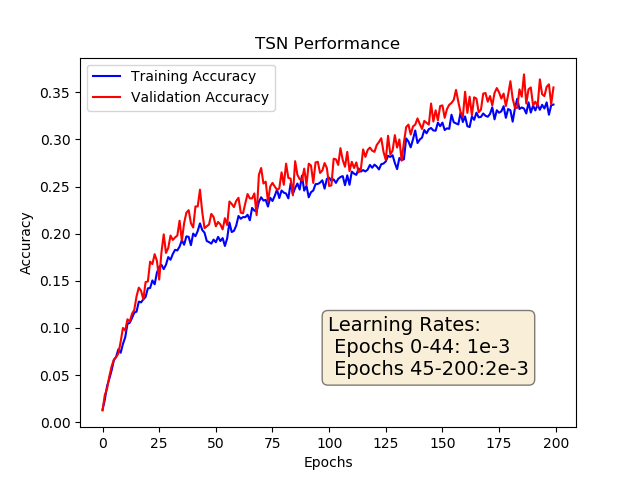 TSN Performance
Training Accuracy
Validation Accuracy
0.35
0.30
0.25
0.20
0.15
0.10
0.05
0.00
Accuracy
Learning Rates:
Epochs 0-44: 1e-3
Epochs 45-200:2e-3
0 25 50 75 100 125 150 175 200
Epochs